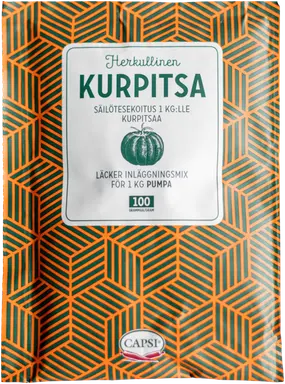 Herkullinen
KURPITSA
SÄILÖTESEKOITUS 1 KG:LLE
KURPITSAA
LÄCKER INLÄGGNINGSMIX
FÖR 1 KG PUMPA
100
CAPSI®